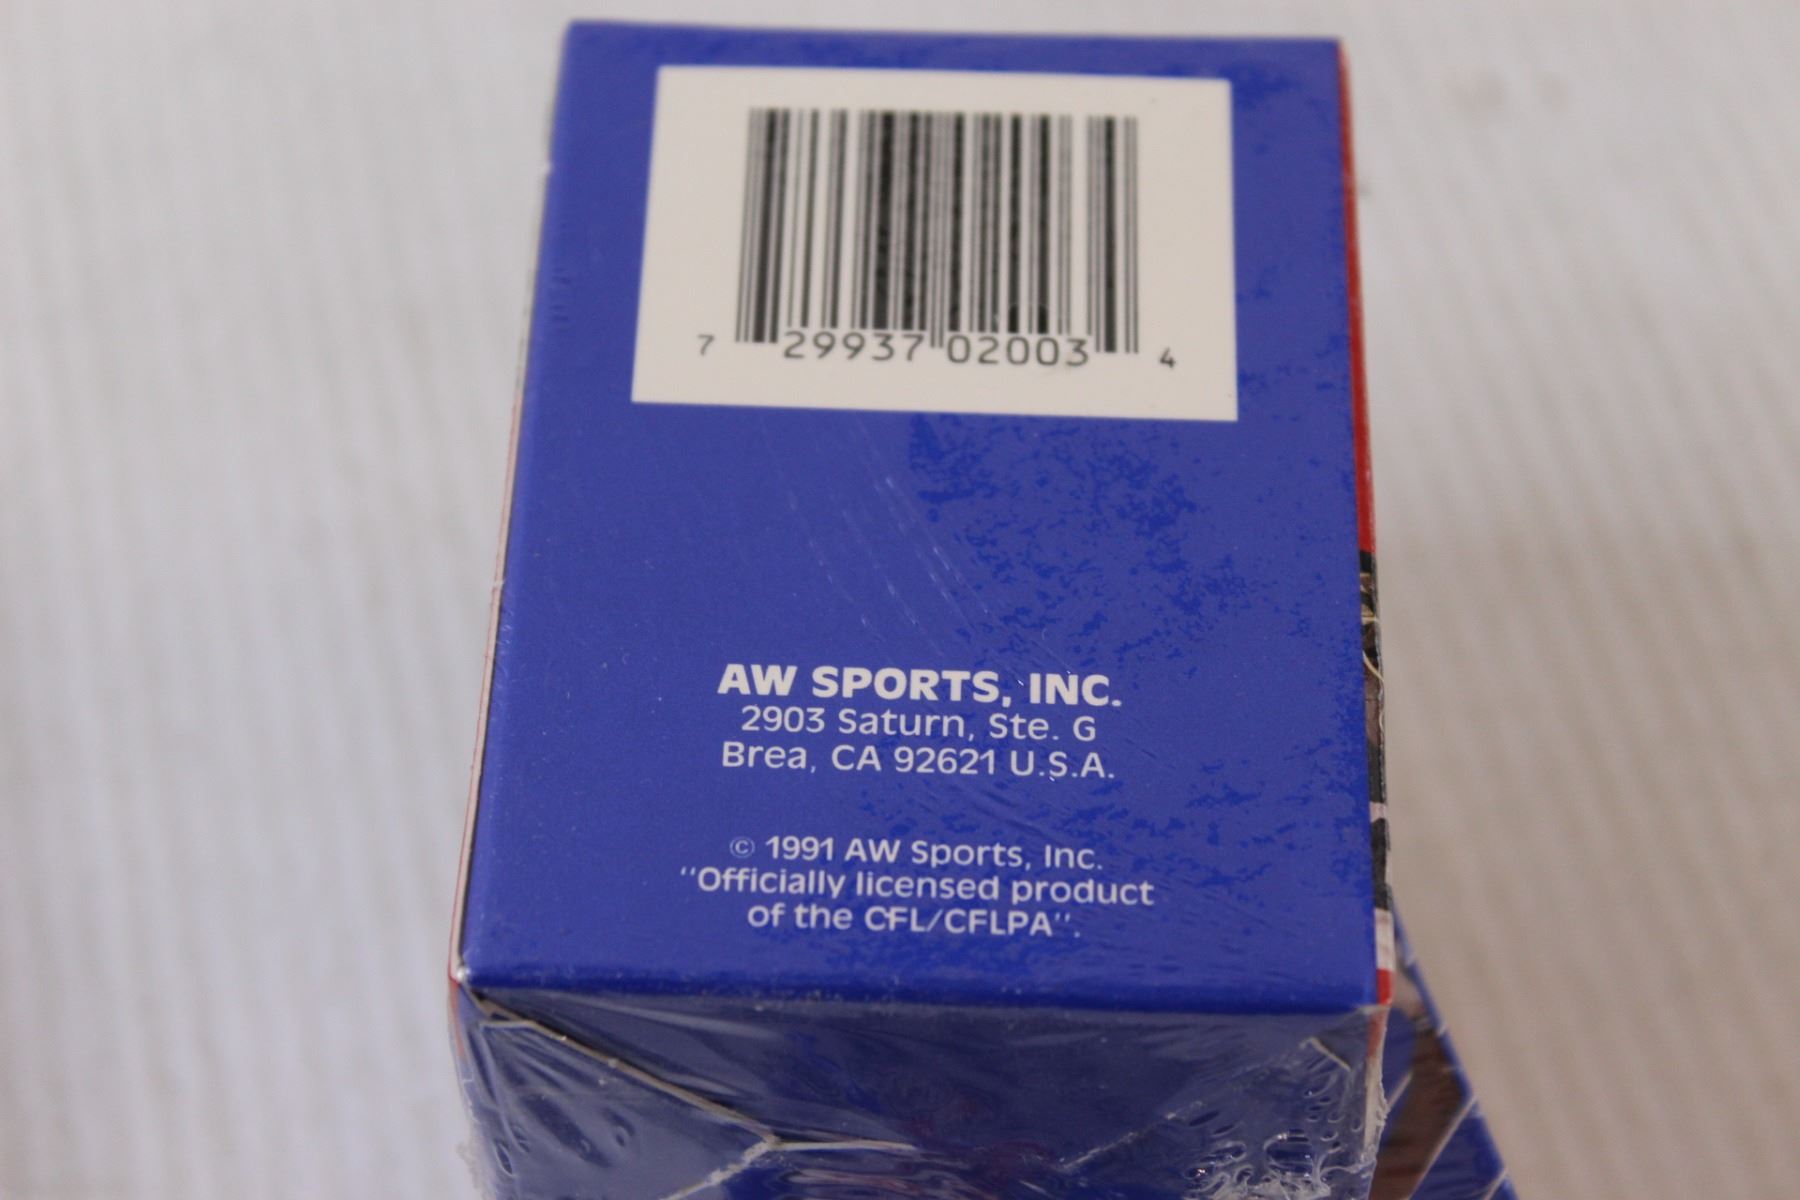 7 29937 02003 4
AW SPORTS, INC.
2903 Saturn, Ste. G
Brea, CA 92621 U.S.A.
© 1991 AW Sports, Inc.
"Officially licensed product
of the CFL/CFLPA".